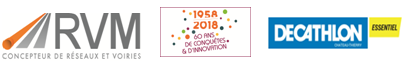 RVM
CONCEPTEUR DE RÉSEAUX ET VOIRIES
1958
2018
60 ANS
DE CONQUÊTES
& D'INNOVATION
DECATHLON
ESSENTIEL